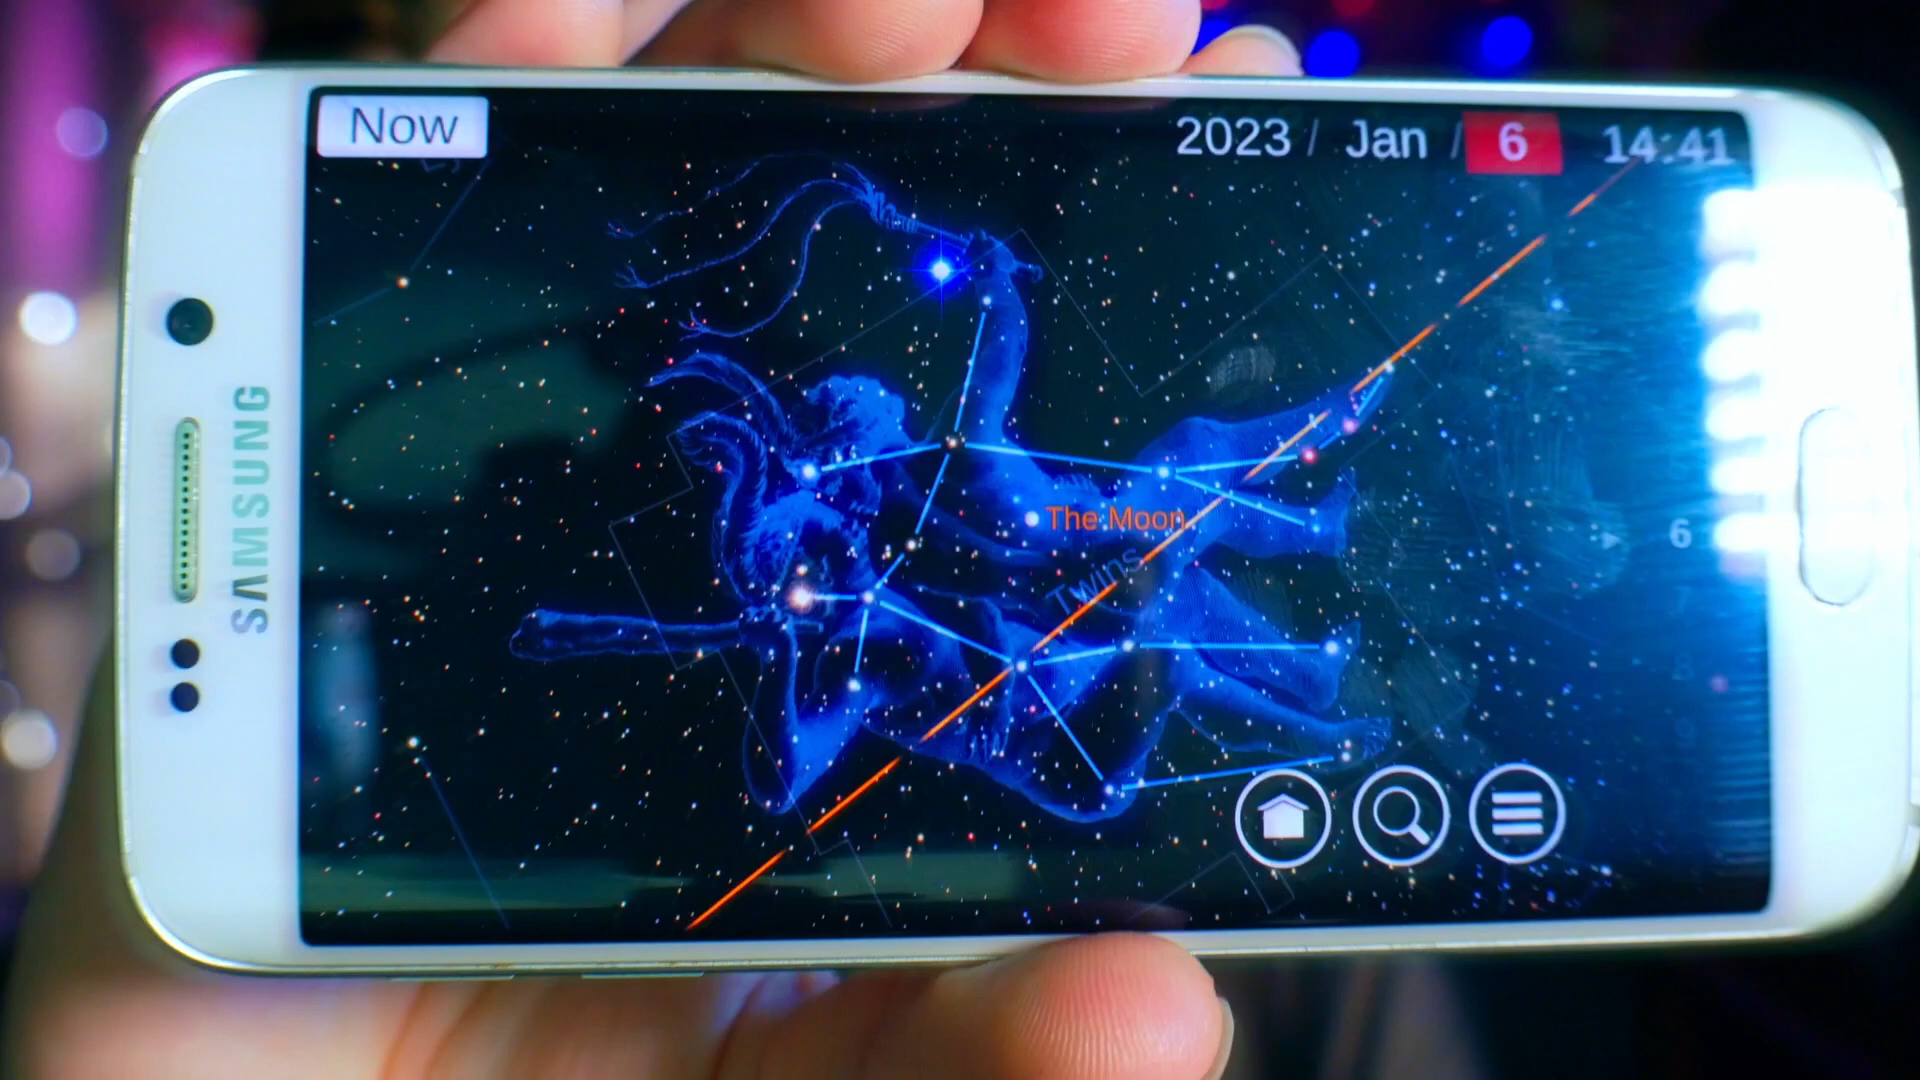 Now
2023 / Jan / 6 14:41
SAMSUNG
The Moon
Twins
6